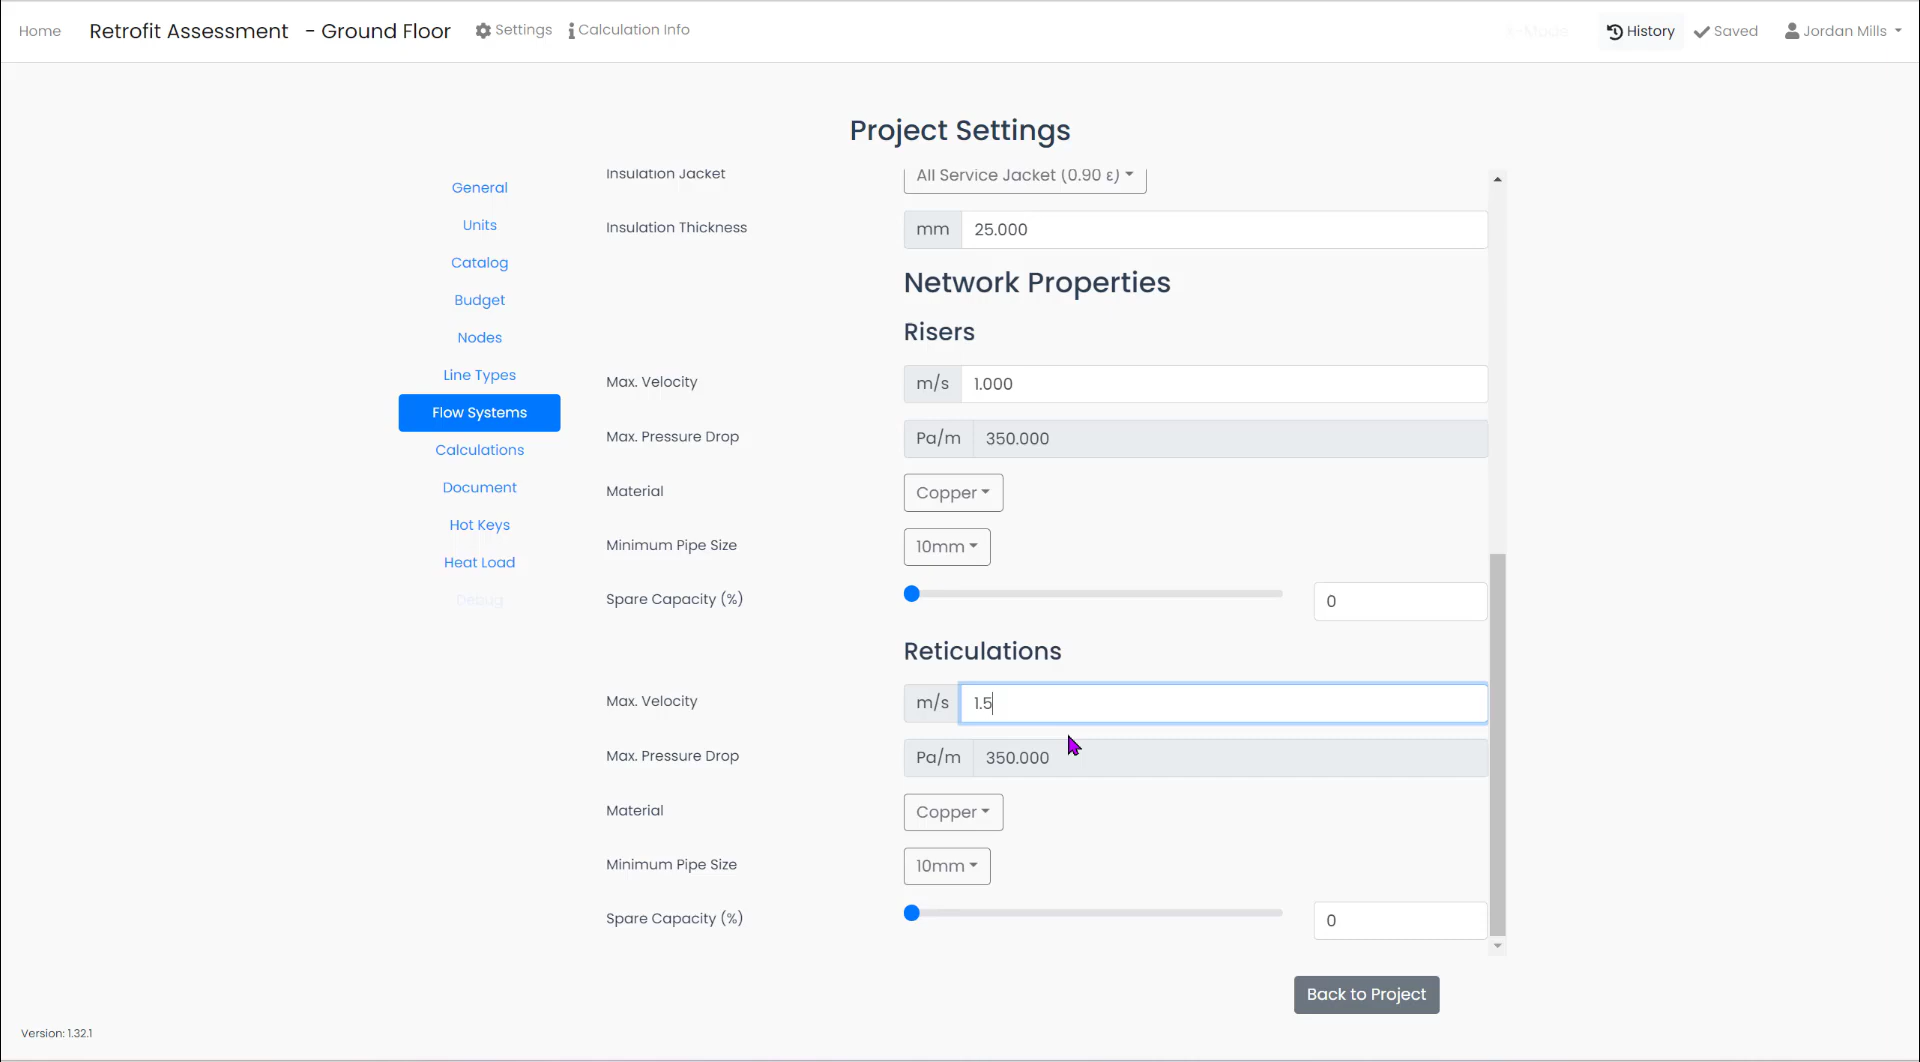 Home Retrofit Assessment - Ground Floor Settings Calculation Info History Saved Jordan Mills
Project Settings
General
Units
Catalog
Budget
Nodes
Line Types
Flow Systems
Calculations
Document
Hot Keys
Heat Load
Debug
Insulation Jacket All Service Jacket (0.90 ε)
Insulation Thickness mm 25.000
Network Properties
Risers
Max. Velocity m/s 1.000
Max. Pressure Drop Pa/m 350.000
Material Copper
Minimum Pipe Size 10mm
Spare Capacity (%) 0
Reticulations
Max. Velocity m/s 1.5
Max. Pressure Drop Pa/m 350.000
Material Copper
Minimum Pipe Size 10mm
Spare Capacity (%) 0
Back to Project
Version: 1.32.1